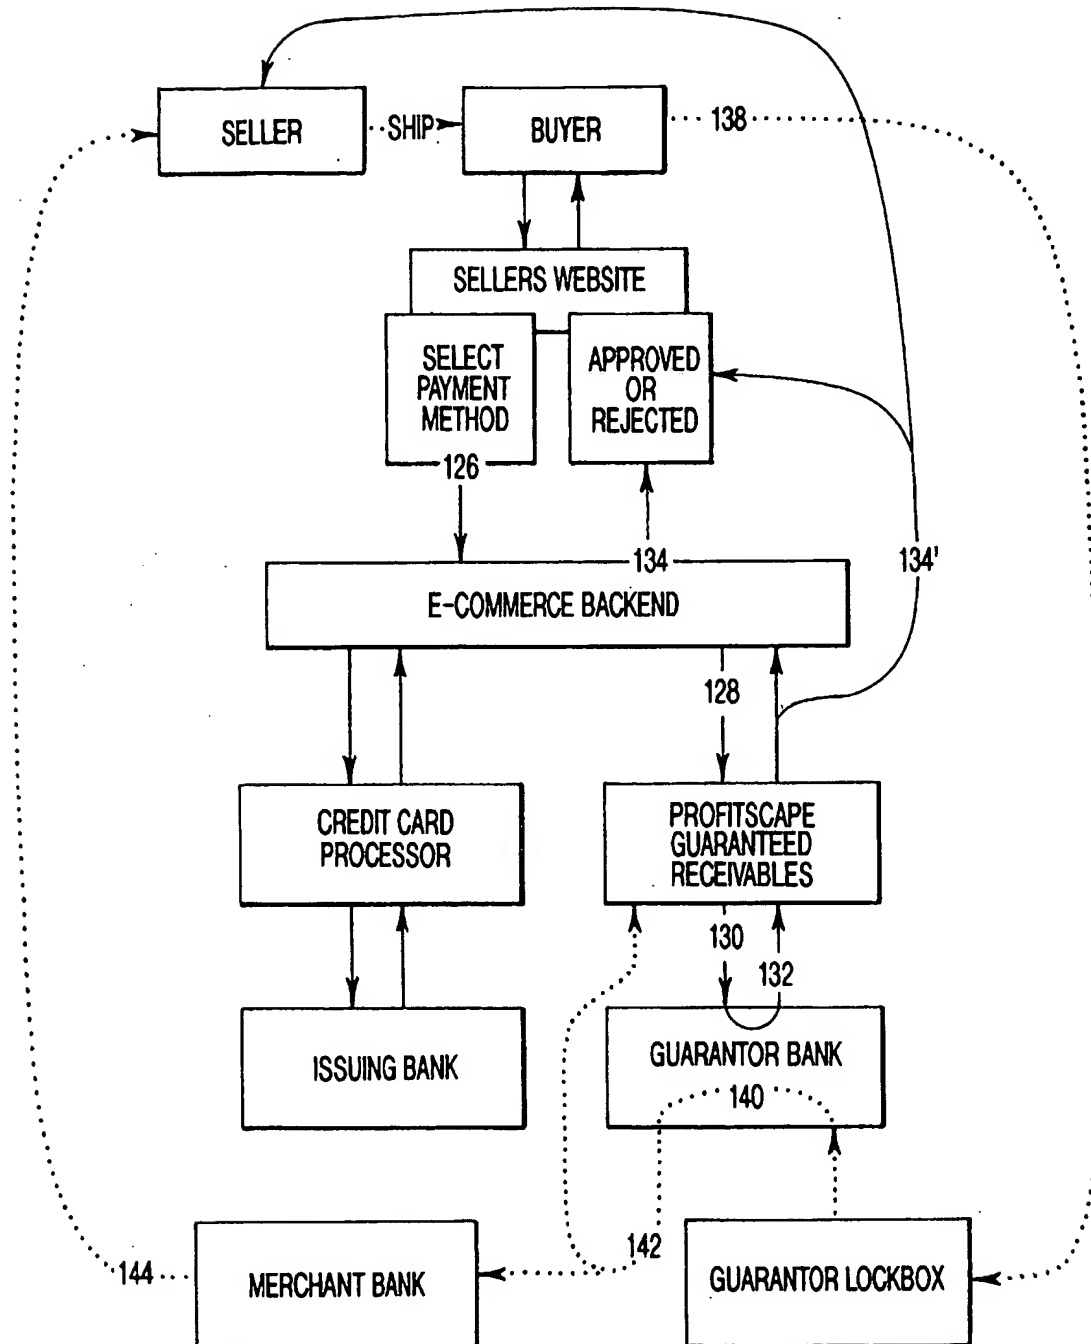 SELLER
SHIP
BUYER
138
SELLERS WEBSITE
SELECT
PAYMENT
METHOD
APPROVED
OR
REJECTED
126
134
134'
E-COMMERCE BACKEND
128
CREDIT CARD
PROCESSOR
PROFITSCAPE
GUARANTEED
RECEIVABLES
130
132
ISSUING BANK
GUARANTOR BANK
140
142
144
MERCHANT BANK
GUARANTOR LOCKBOX